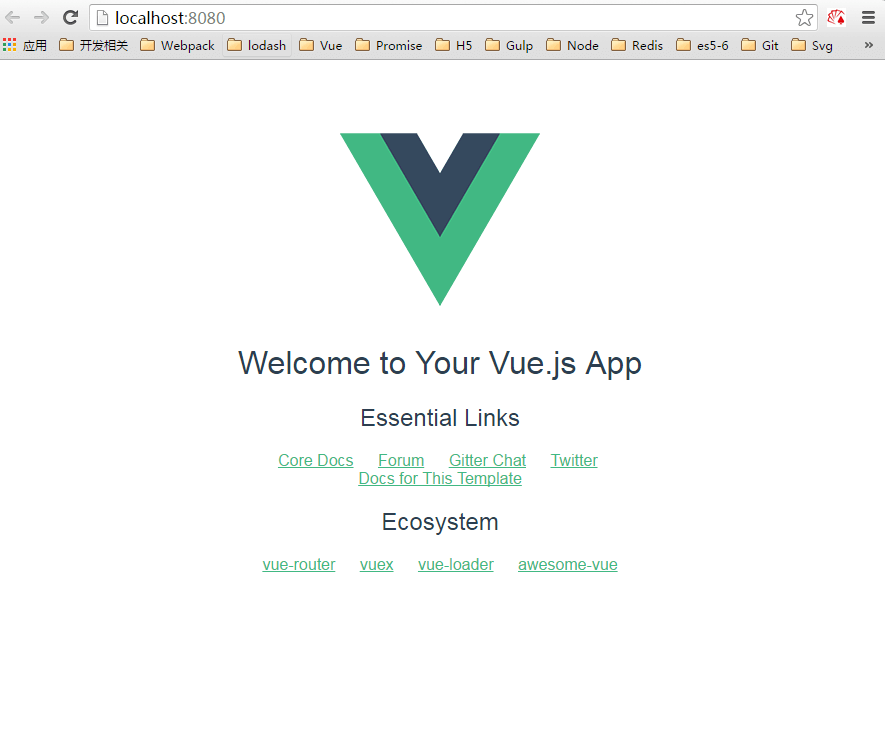 localhost:8080
应用 开发相关 Webpack lodash Vue Promise H5 Gulp Node Redis es5-6 Git Svg »
Welcome to Your Vue.js App
Essential Links
Core Docs Forum Gitter Chat Twitter
Docs for This Template
Ecosystem
vue-router vuex vue-loader awesome-vue